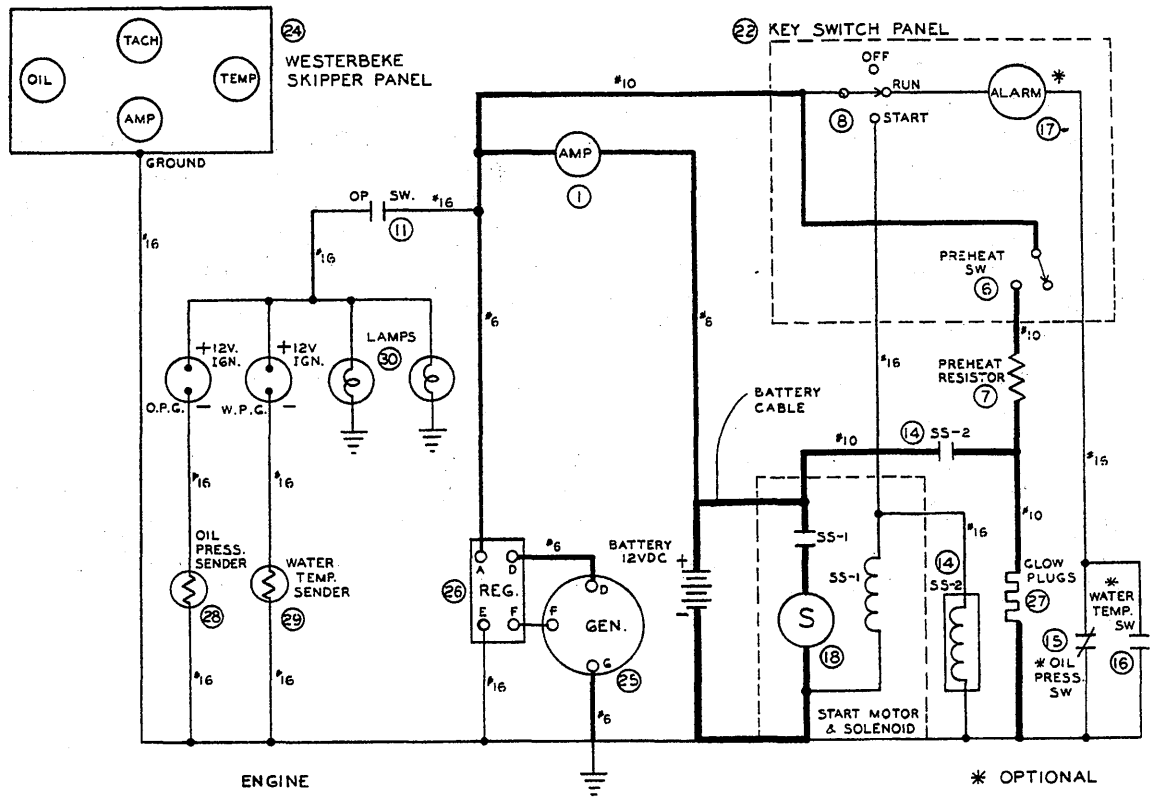 24
WESTERBEKE
SKIPPER PANEL
TACH
OIL
TEMP
AMP
GROUND
#16
22 KEY SWITCH PANEL
OFF
RUN
START
8
ALARM
*
17
#10
AMP
1
OP SW.
#16
11
#16
PREHEAT
SW
6
#10
PREHEAT
RESISTOR
7
#6
#6
#16
LAMPS
30
+12V.
IGN.
O.P.G. -
+12V
IGN.
W.P.G. -
BATTERY
CABLE
#10
14 SS-2
#16
#16
#16
#10
OIL
PRESS.
SENDER
28
WATER
TEMP.
SENDER
29
#16
#16
26
A D
REG.
E F
#6
F
D
GEN.
G
25
#16
#6
BATTERY +
12VDC
-
SS-1
S
18
SS-1
#16
14
SS-2
GLOW
PLUGS
27
*
WATER
TEMP.
SW
16
15
* OIL
PRESS.
SW
START MOTOR
& SOLENOID
ENGINE
* OPTIONAL